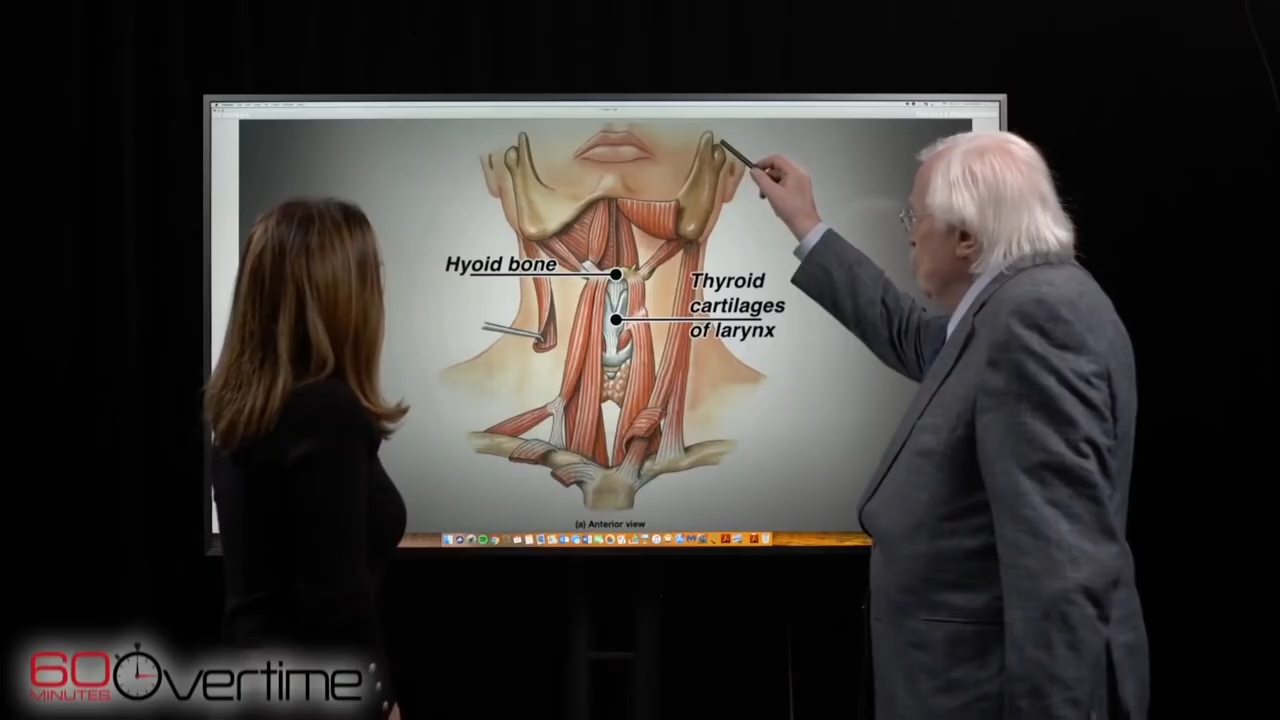 Hyoid bone
Thyroid
cartilages
of larynx
(a) Anterior view
60 Overtime
MINUTES